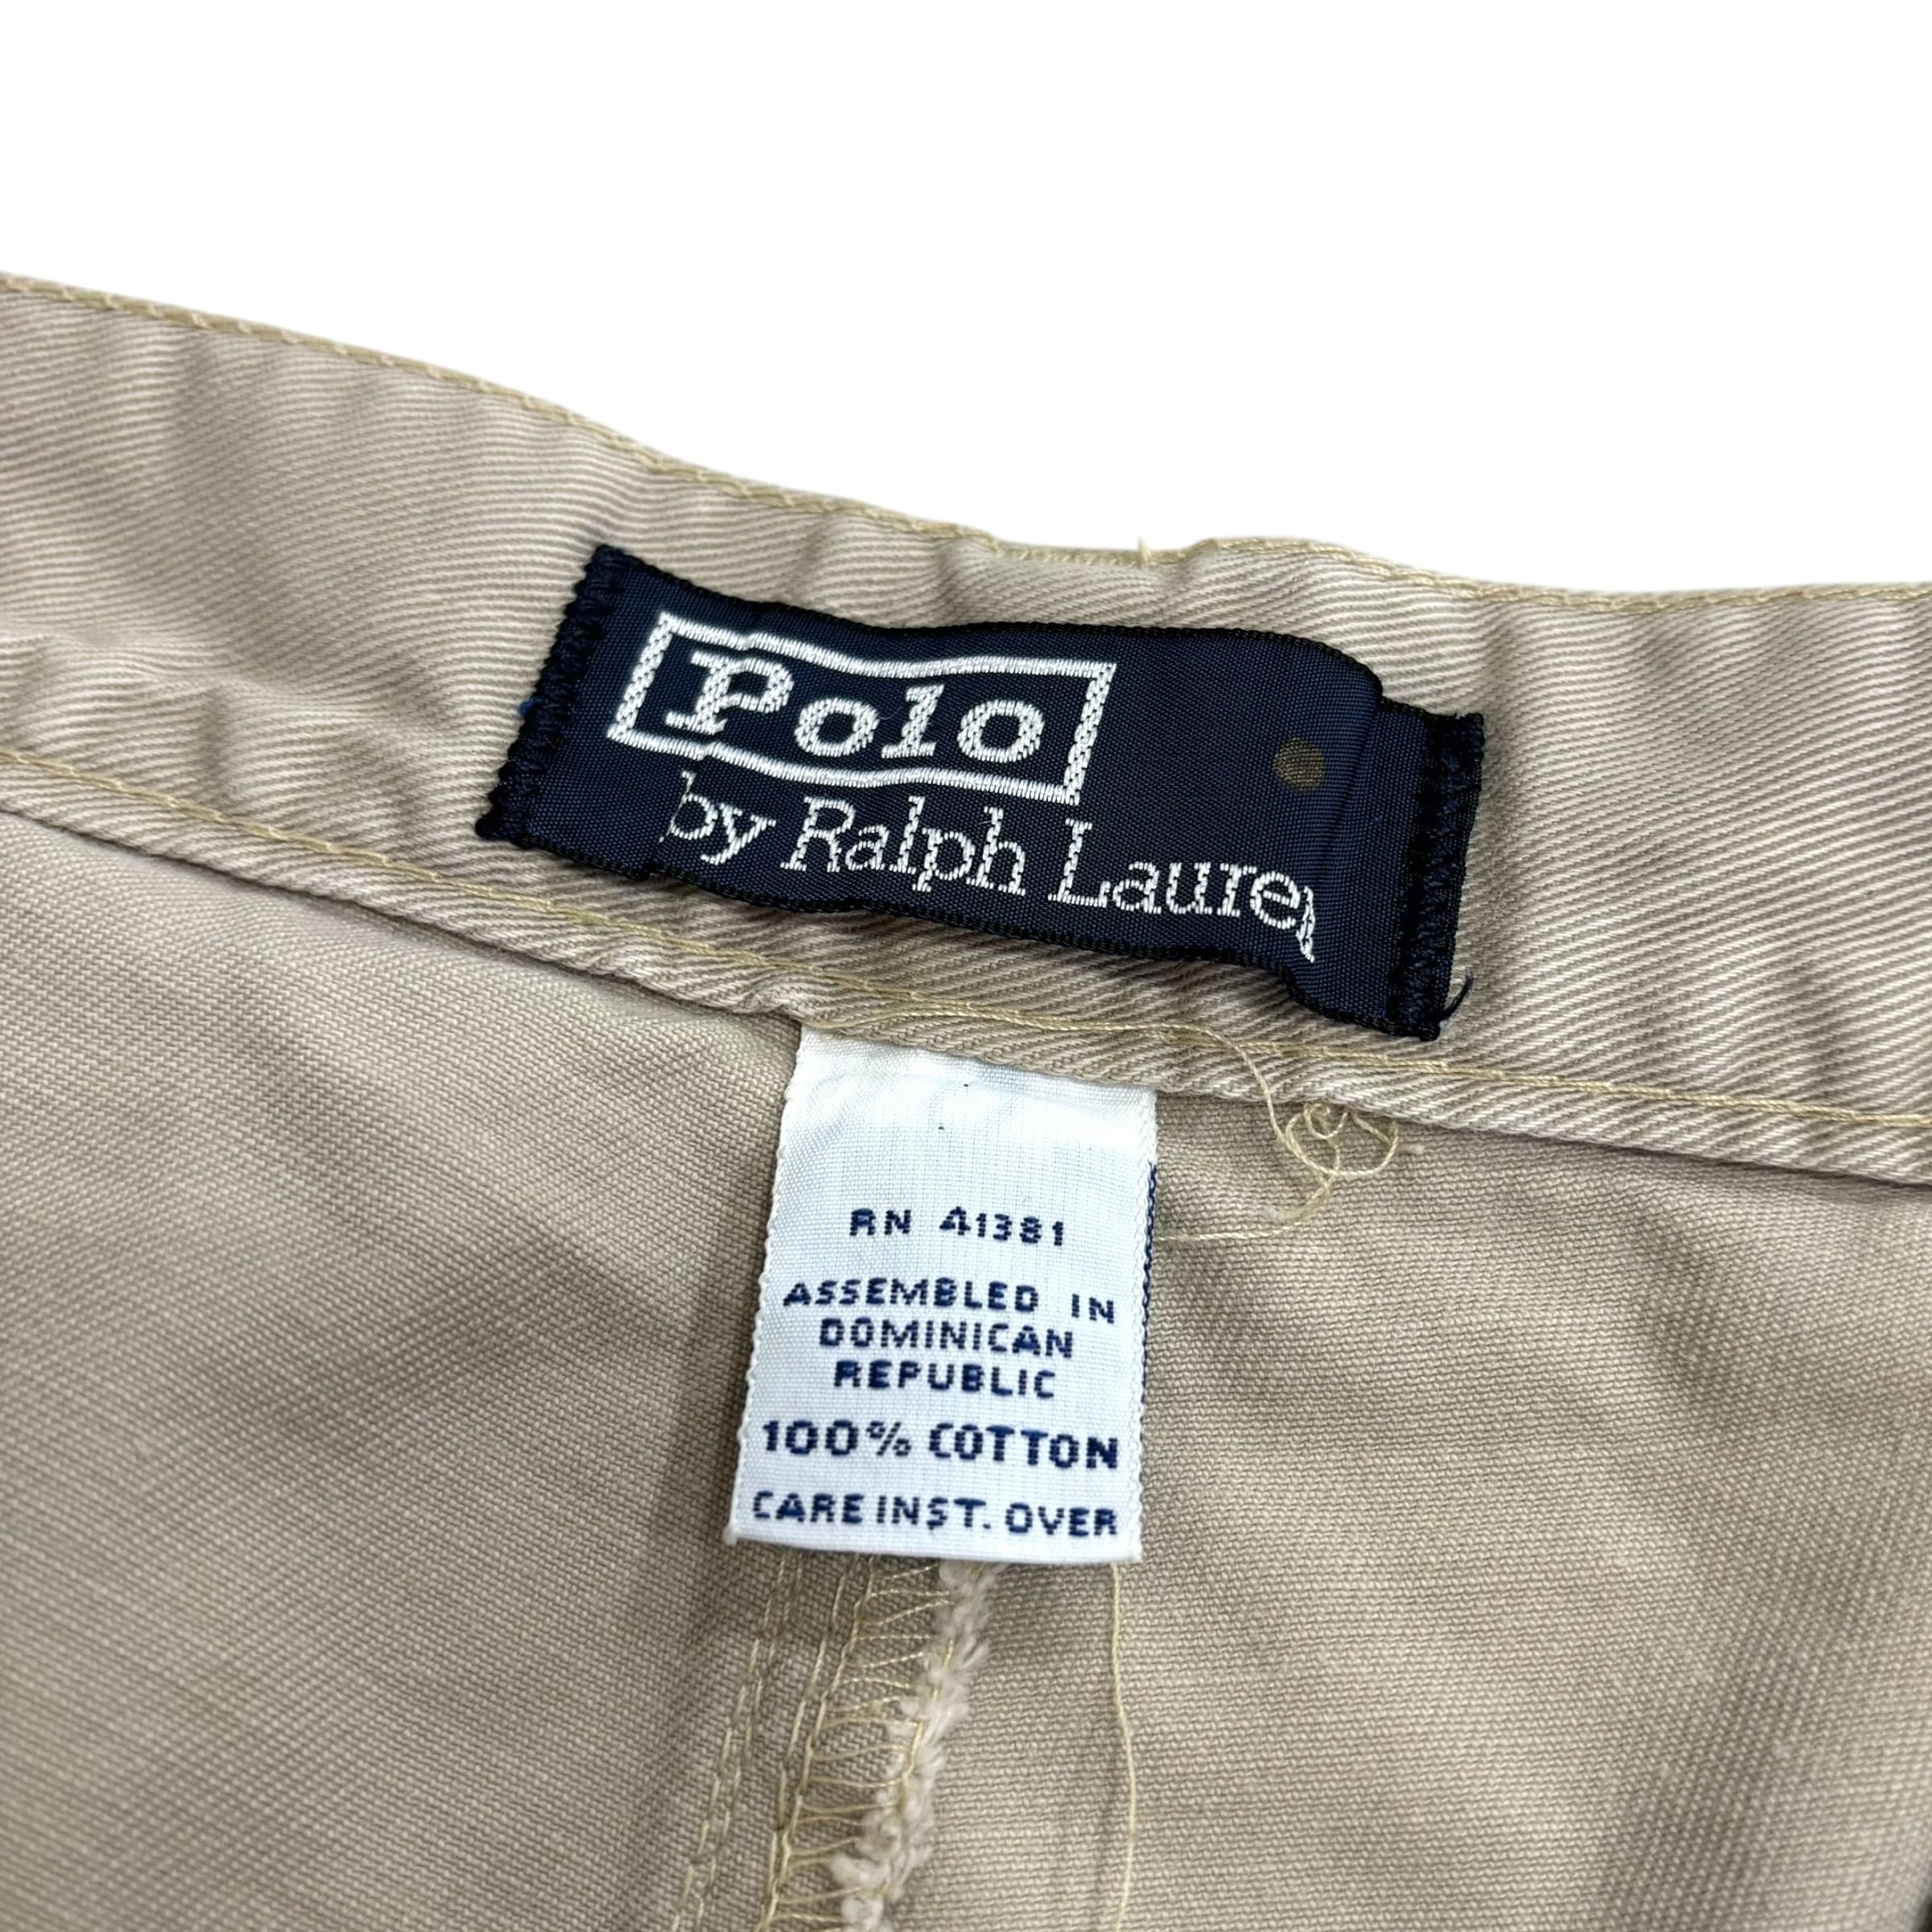 Polo
by Ralph Lauren
RN 41381
ASSEMBLED IN
DOMINICAN
REPUBLIC
100% COTTON
CARE INST. OVER